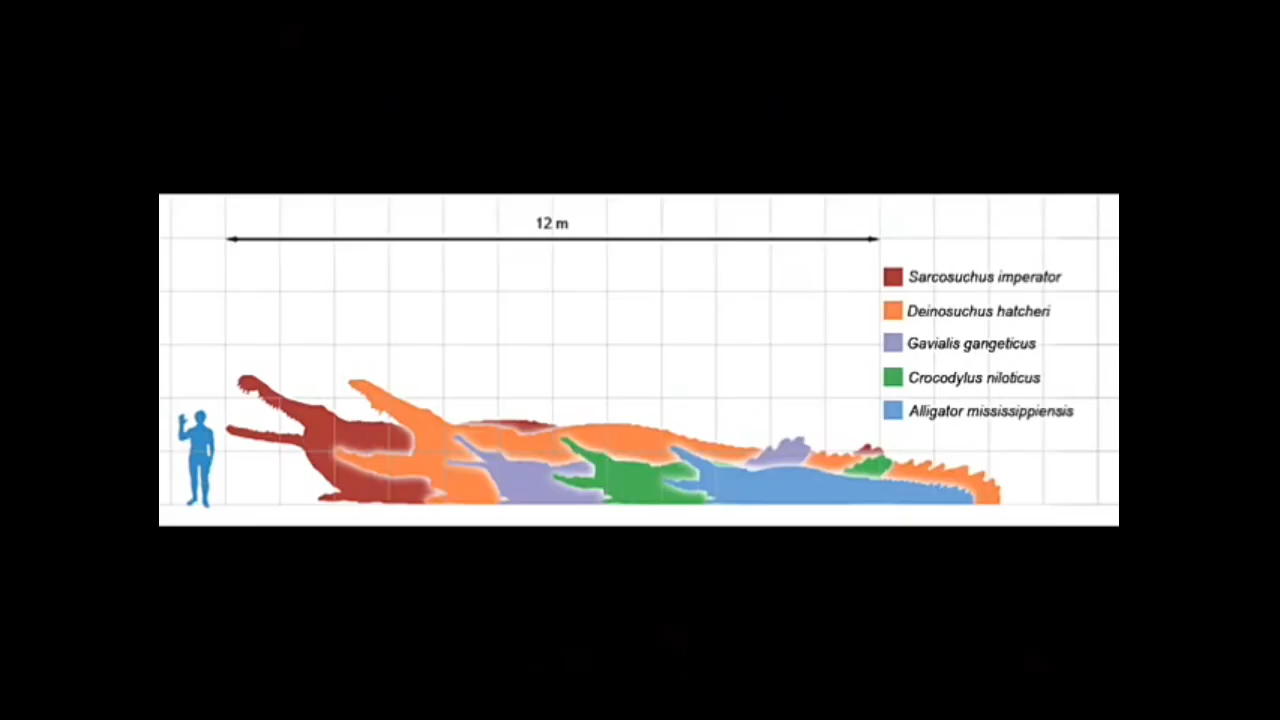 12 m
Sarcosuchus imperator
Deinosuchus hatcheri
Gavialis gangeticus
Crocodylus niloticus
Alligator mississippiensis